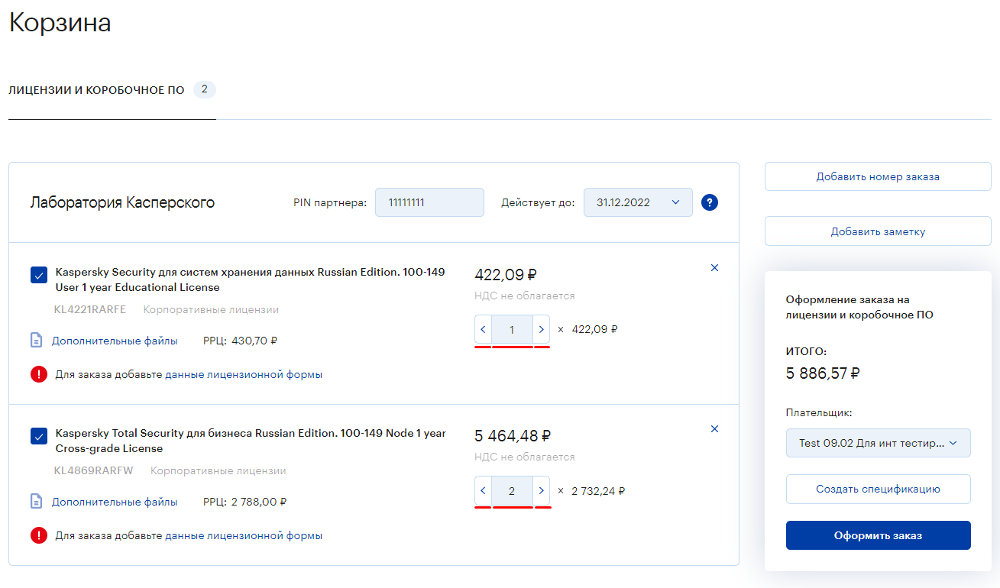 Корзина
ЛИЦЕНЗИИ И КОРОБОЧНОЕ ПО 2
Лаборатория Касперского PIN партнера: 11111111 Действует до: 31.12.2022 ?
Kaspersky Security для систем хранения данных Russian Edition. 100-149
User 1 year Educational License
KL4221RARFE Корпоративные лицензии
Дополнительные файлы РРЦ: 430,70 ₽
! Для заказа добавьте данные лицензионной формы
422,09 ₽
НДС не облагается
1 × 422,09 ₽
Kaspersky Total Security для бизнеса Russian Edition. 100-149 Node 1 year
Cross-grade License
KL4869RARFW Корпоративные лицензии
Дополнительные файлы РРЦ: 2 788,00 ₽
! Для заказа добавьте данные лицензионной формы
5 464,48 ₽
НДС не облагается
2 × 2 732,24 ₽
Добавить номер заказа
Добавить заметку
Оформление заказа на
лицензии и коробочное ПО
ИТОГО:
5 886,57 ₽
Плательщик:
Test 09.02 Для инт тестир...
Создать спецификацию
Оформить заказ